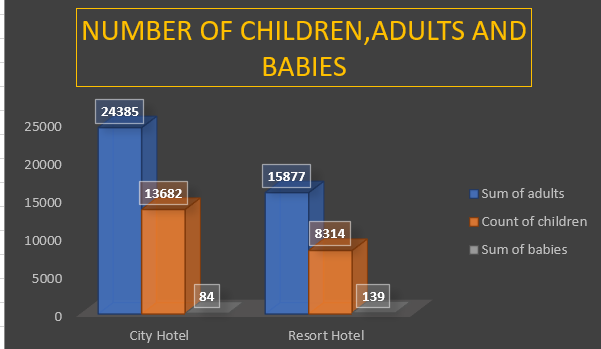 NUMBER OF CHILDREN,ADULTS AND
BABIES
24385
25000
13682
15877
20000
15000
8314
10000
5000
84
139
0
City Hotel
Resort Hotel
Sum of adults
Count of children
Sum of babies